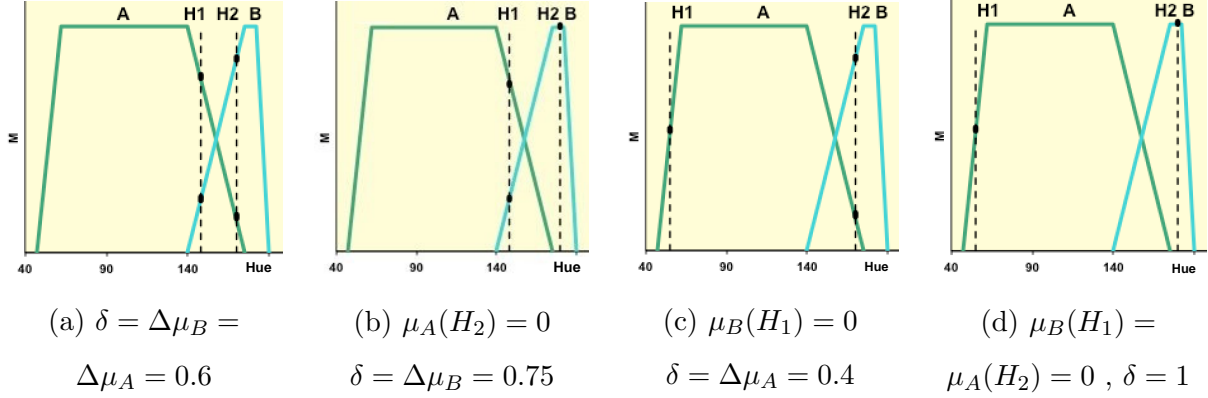 A H1 H2 B
M
40 90 140 Hue
A H1 H2 B
M
40 90 140 Hue
H1 A H2 B
M
40 90 140 Hue
H1 A H2 B
M
40 90 140 Hue
(a) δ = Δμ_B =
Δμ_A = 0.6
(b) μ_A(H_2) = 0
δ = Δμ_B = 0.75
(c) μ_B(H_1) = 0
δ = Δμ_A = 0.4
(d) μ_B(H_1) =
μ_A(H_2) = 0 , δ = 1